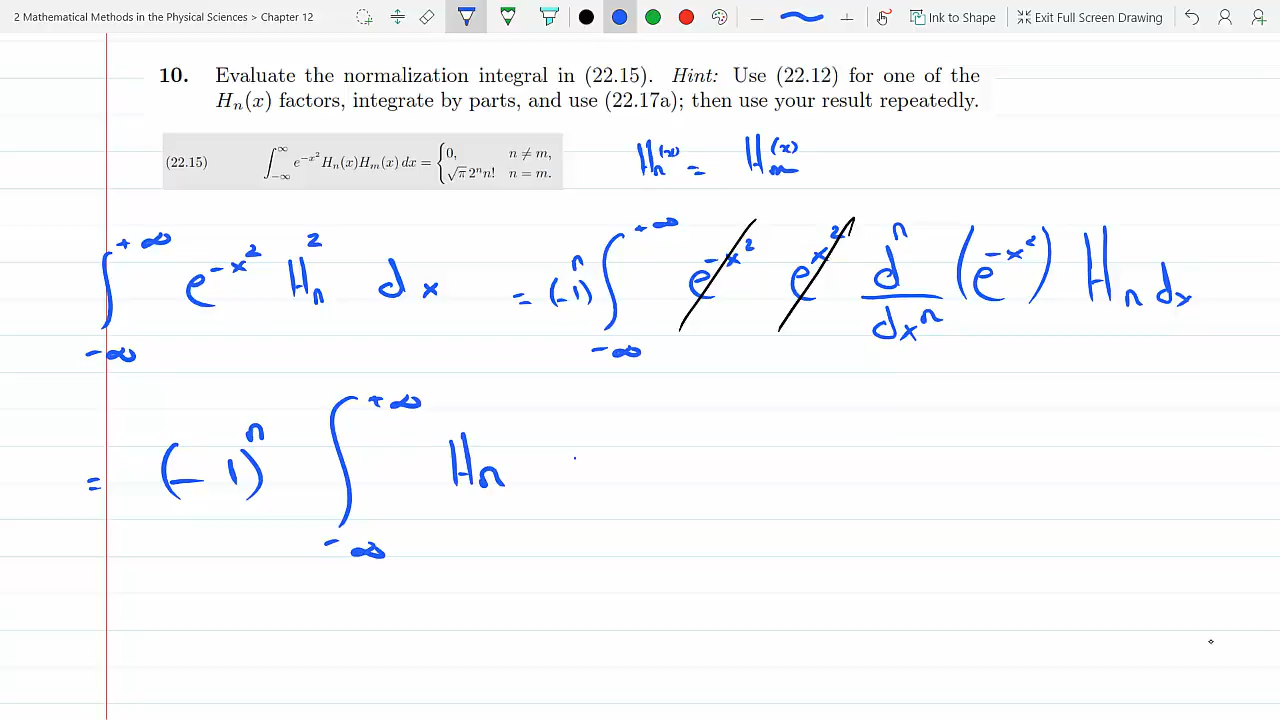 2 Mathematical Methods in the Physical Sciences > Chapter 12
Ink to Shape
Exit Full Screen Drawing
10. Evaluate the normalization integral in (22.15). Hint: Use (22.12) for one of the
Hₙ(x) factors, integrate by parts, and use (22.17a); then use your result repeatedly.
(22.15) ∫_{-∞}^{∞} e^{-x²} Hₙ(x)Hₘ(x) dx = { 0, n ≠ m,
√π 2ⁿ n! n = m.
Hₙ(x) = Hₘ(x)
∫_{-∞}^{+∞} e^{-x²} Hₙ² dx = (-1)ⁿ ∫_{-∞}^{+∞} e^{-x²} e^{x²} dⁿ/dxⁿ (e^{-x²}) Hₙ dx
= (-1)ⁿ ∫_{-∞}^{+∞} Hₙ